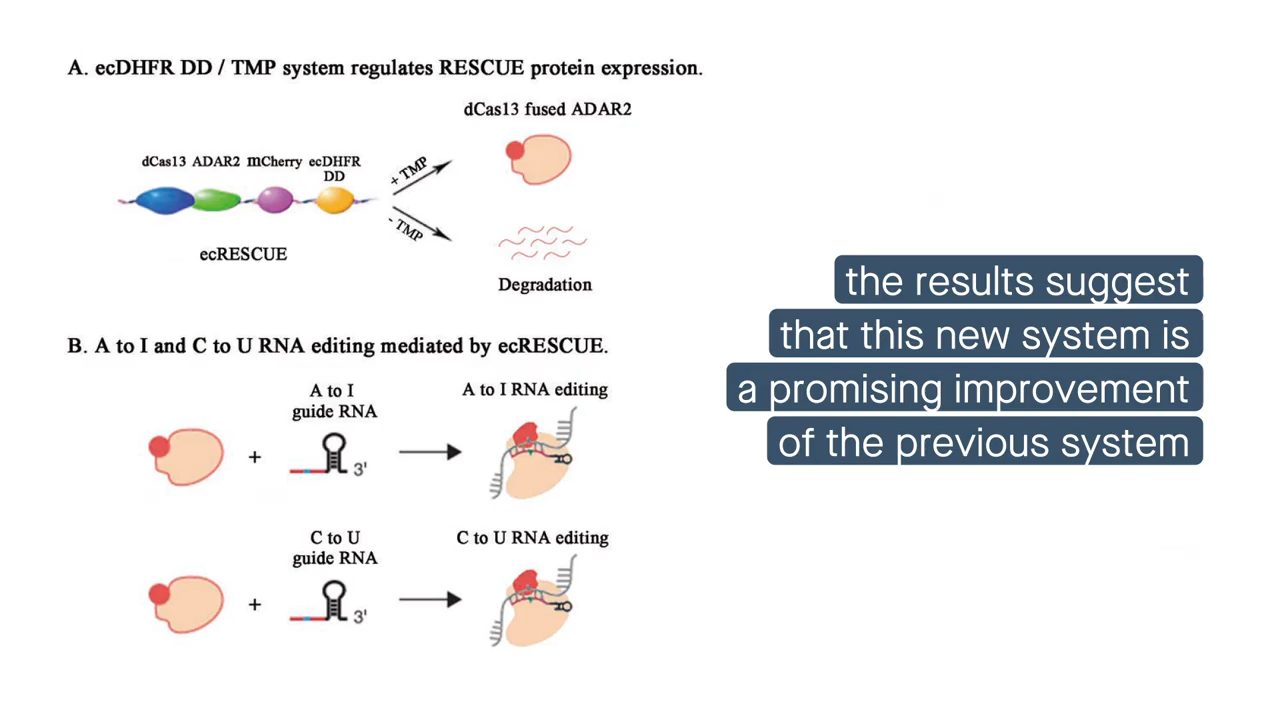 A. ecDHFR DD / TMP system regulates RESCUE protein expression.
dCas13 fused ADAR2
dCas13 ADAR2 mCherry ecDHFR
DD
+ TMP
- TMP
ecRESCUE
Degradation
B. A to I and C to U RNA editing mediated by ecRESCUE.
A to I
guide RNA
A to I RNA editing
+
3'
C to U
guide RNA
C to U RNA editing
+
3'
the results suggest
that this new system is
a promising improvement
of the previous system